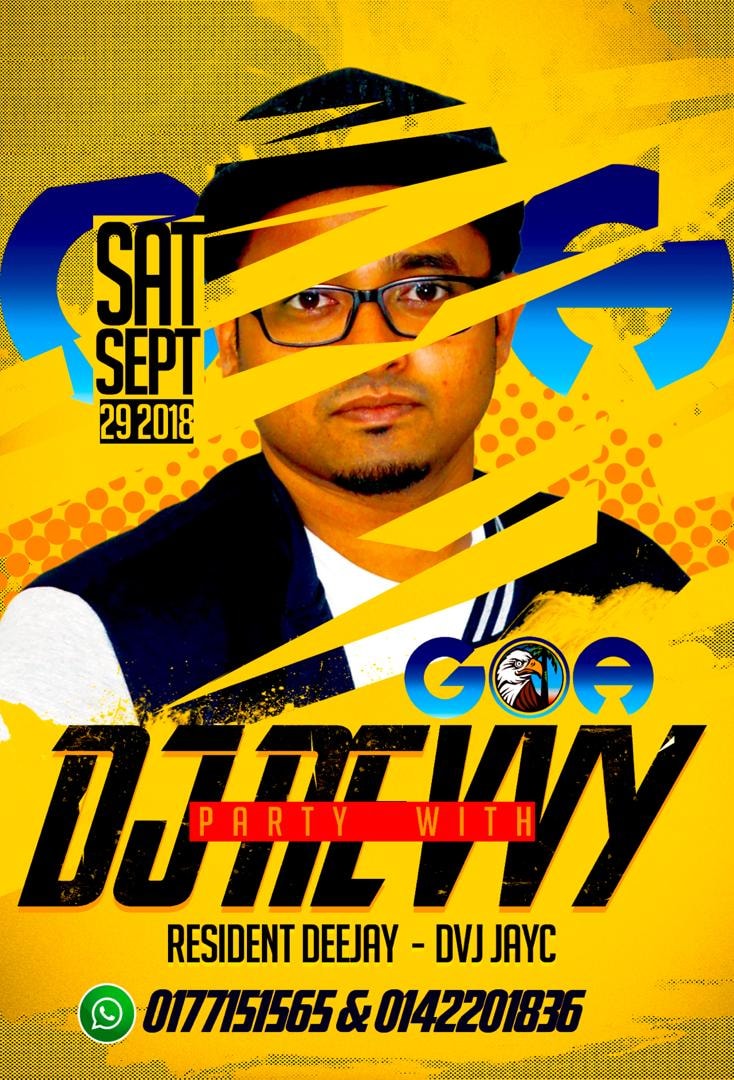 SAT
SEPT
29 2018
GOA
DJ REVVY
PARTY WITH
RESIDENT DEEJAY - DVJ JAYC
0177151565 & 0142201836